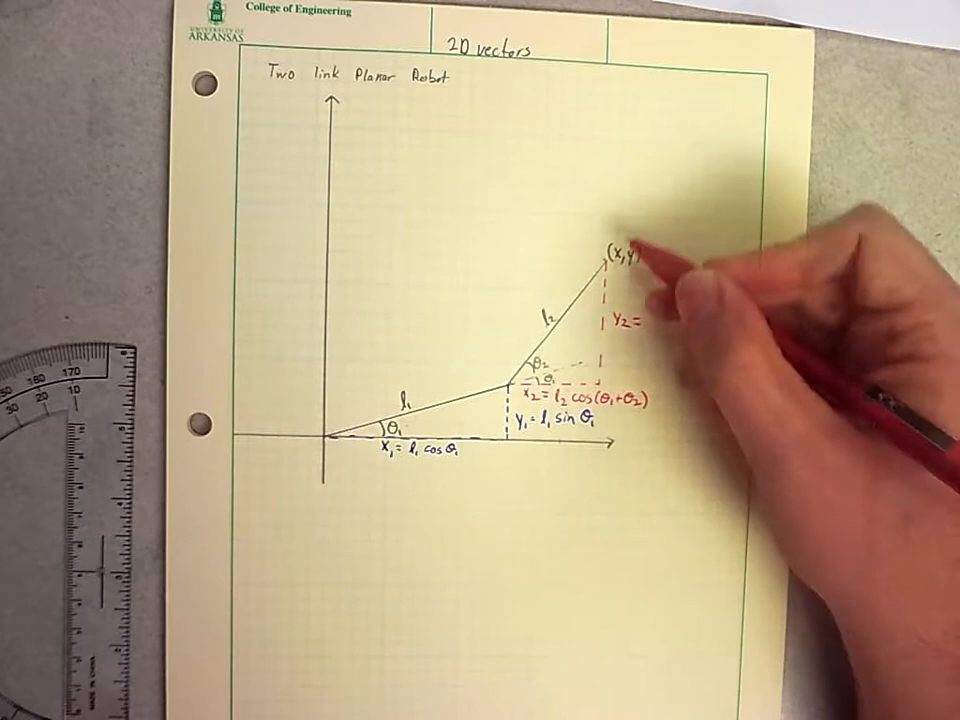 College of Engineering
UNIVERSITY OF
ARKANSAS
2D vectors
Two link Planar Robot
(x,y)
l₂
y₂ =
θ₂
θ₁
x₂ = l₂ cos(θ₁+θ₂)
l₁
θ₁
y₁ = l₁ sin θ₁
x₁ = l₁ cos θ₁
170
160
150
10
20
30
MADE IN CHINA